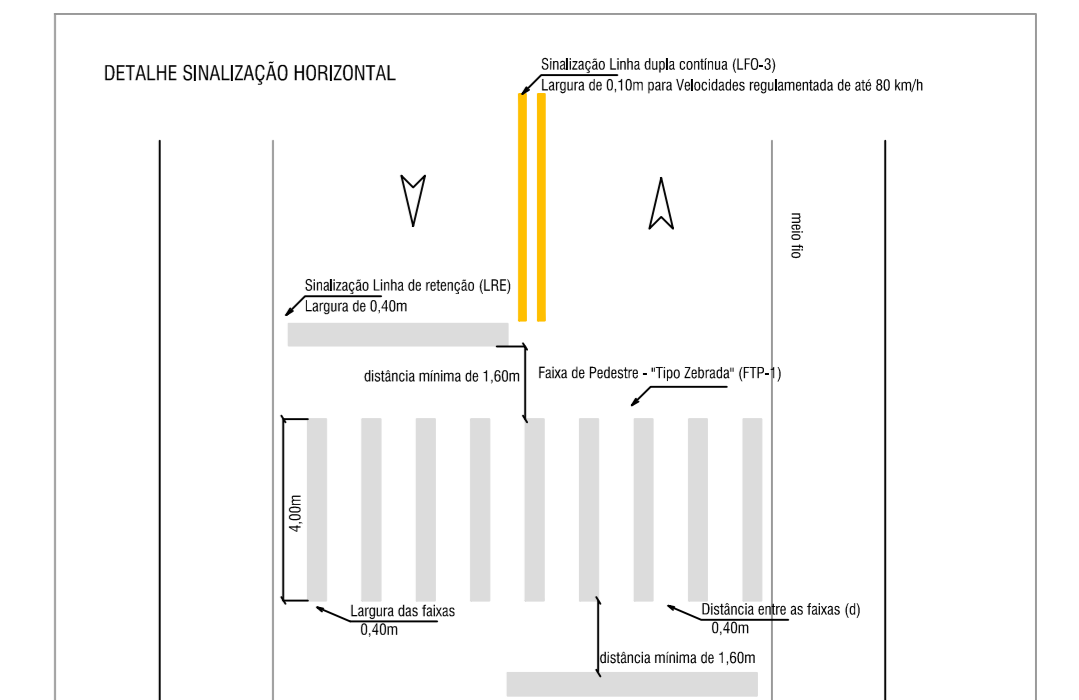 DETALHE SINALIZAÇÃO HORIZONTAL
Sinalização Linha dupla contínua (LFO-3)
Largura de 0,10m para Velocidades regulamentada de até 80 km/h
meio fio
Sinalização Linha de retenção (LRE)
Largura de 0,40m
distância mínima de 1,60m
Faixa de Pedestre - "Tipo Zebrada" (FTP-1)
4,00m
Largura das faixas
0,40m
Distância entre as faixas (d)
0,40m
distância mínima de 1,60m